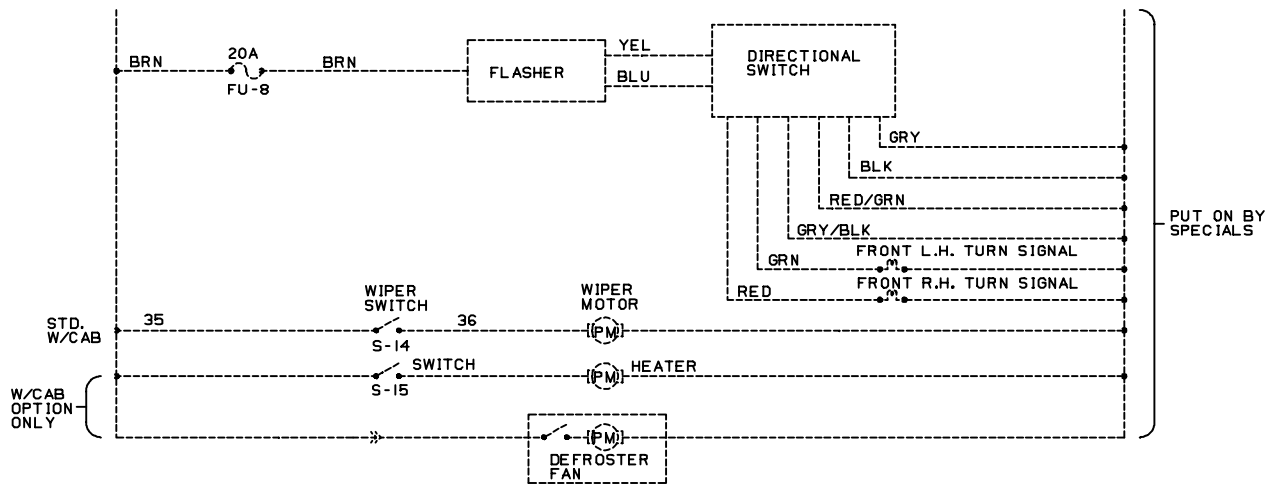 BRN
20A
FU-8
BRN
FLASHER
YEL
BLU
DIRECTIONAL
SWITCH
GRY
BLK
RED/GRN
GRY/BLK
GRN
FRONT L.H. TURN SIGNAL
RED
FRONT R.H. TURN SIGNAL
PUT ON BY
SPECIALS
STD.
W/CAB
35
WIPER
SWITCH
S-14
36
WIPER
MOTOR
PM
S-15
SWITCH
PM
HEATER
W/CAB
OPTION
ONLY
PM
DEFROSTER
FAN